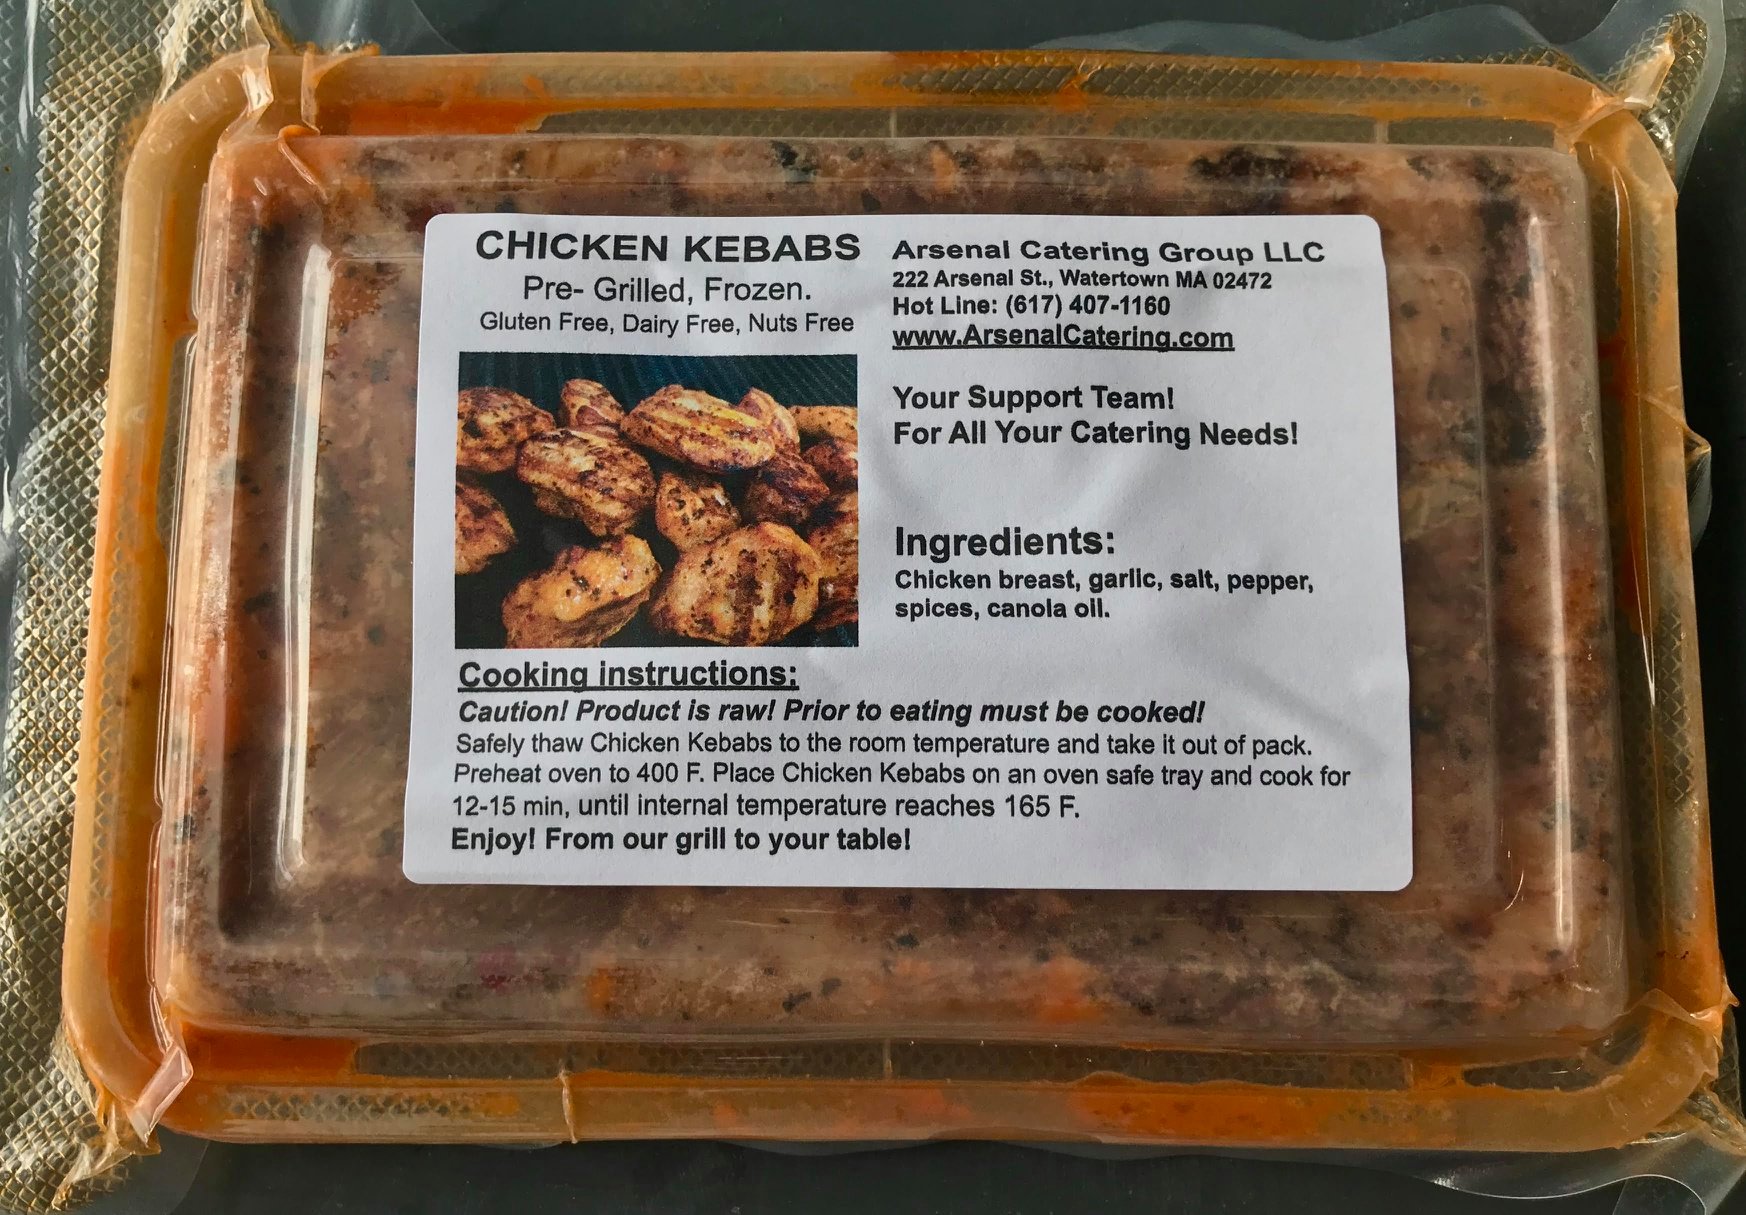 CHICKEN KEBABS
Pre- Grilled, Frozen.
Gluten Free, Dairy Free, Nuts Free
Arsenal Catering Group LLC
222 Arsenal St., Watertown MA 02472
Hot Line: (617) 407-1160
www.ArsenalCatering.com
Your Support Team!
For All Your Catering Needs!
Ingredients:
Chicken breast, garlic, salt, pepper,
spices, canola oil.
Cooking instructions:
Caution! Product is raw! Prior to eating must be cooked!
Safely thaw Chicken Kebabs to the room temperature and take it out of pack.
Preheat oven to 400 F. Place Chicken Kebabs on an oven safe tray and cook for
12-15 min, until internal temperature reaches 165 F.
Enjoy! From our grill to your table!